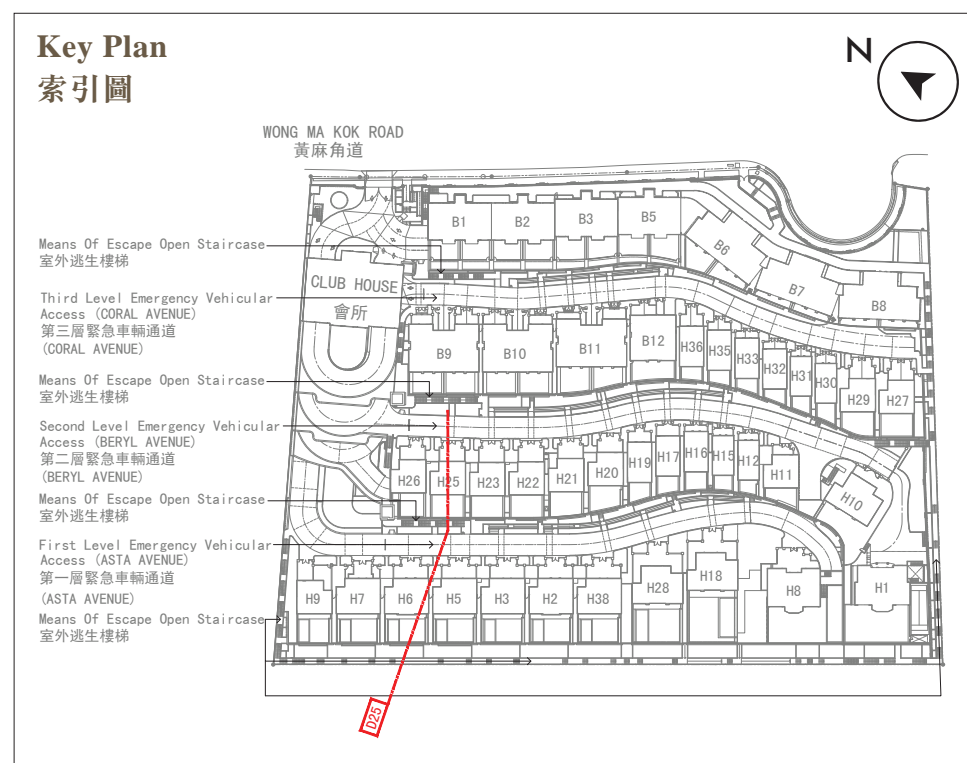 Key Plan
索引圖
N
WONG MA KOK ROAD
黃麻角道
Means Of Escape Open Staircase
室外逃生樓梯
Third Level Emergency Vehicular
Access (CORAL AVENUE)
第三層緊急車輛通道
(CORAL AVENUE)
Means Of Escape Open Staircase
室外逃生樓梯
Second Level Emergency Vehicular
Access (BERYL AVENUE)
第二層緊急車輛通道
(BERYL AVENUE)
Means Of Escape Open Staircase
室外逃生樓梯
First Level Emergency Vehicular
Access (ASTA AVENUE)
第一層緊急車輛通道
(ASTA AVENUE)
Means Of Escape Open Staircase
室外逃生樓梯
CLUB HOUSE
會所
B1 B2 B3 B5
B6
B7
B8
B9 B10 B11 B12 H36 H35 H33 H32 H31 H30 H29 H27
H26 H25 H23 H22 H21 H20 H19 H17 H16 H15 H12 H11
H10
H9 H7 H6 H5 H3 H2 H38 H28 H18 H8 H1
D25